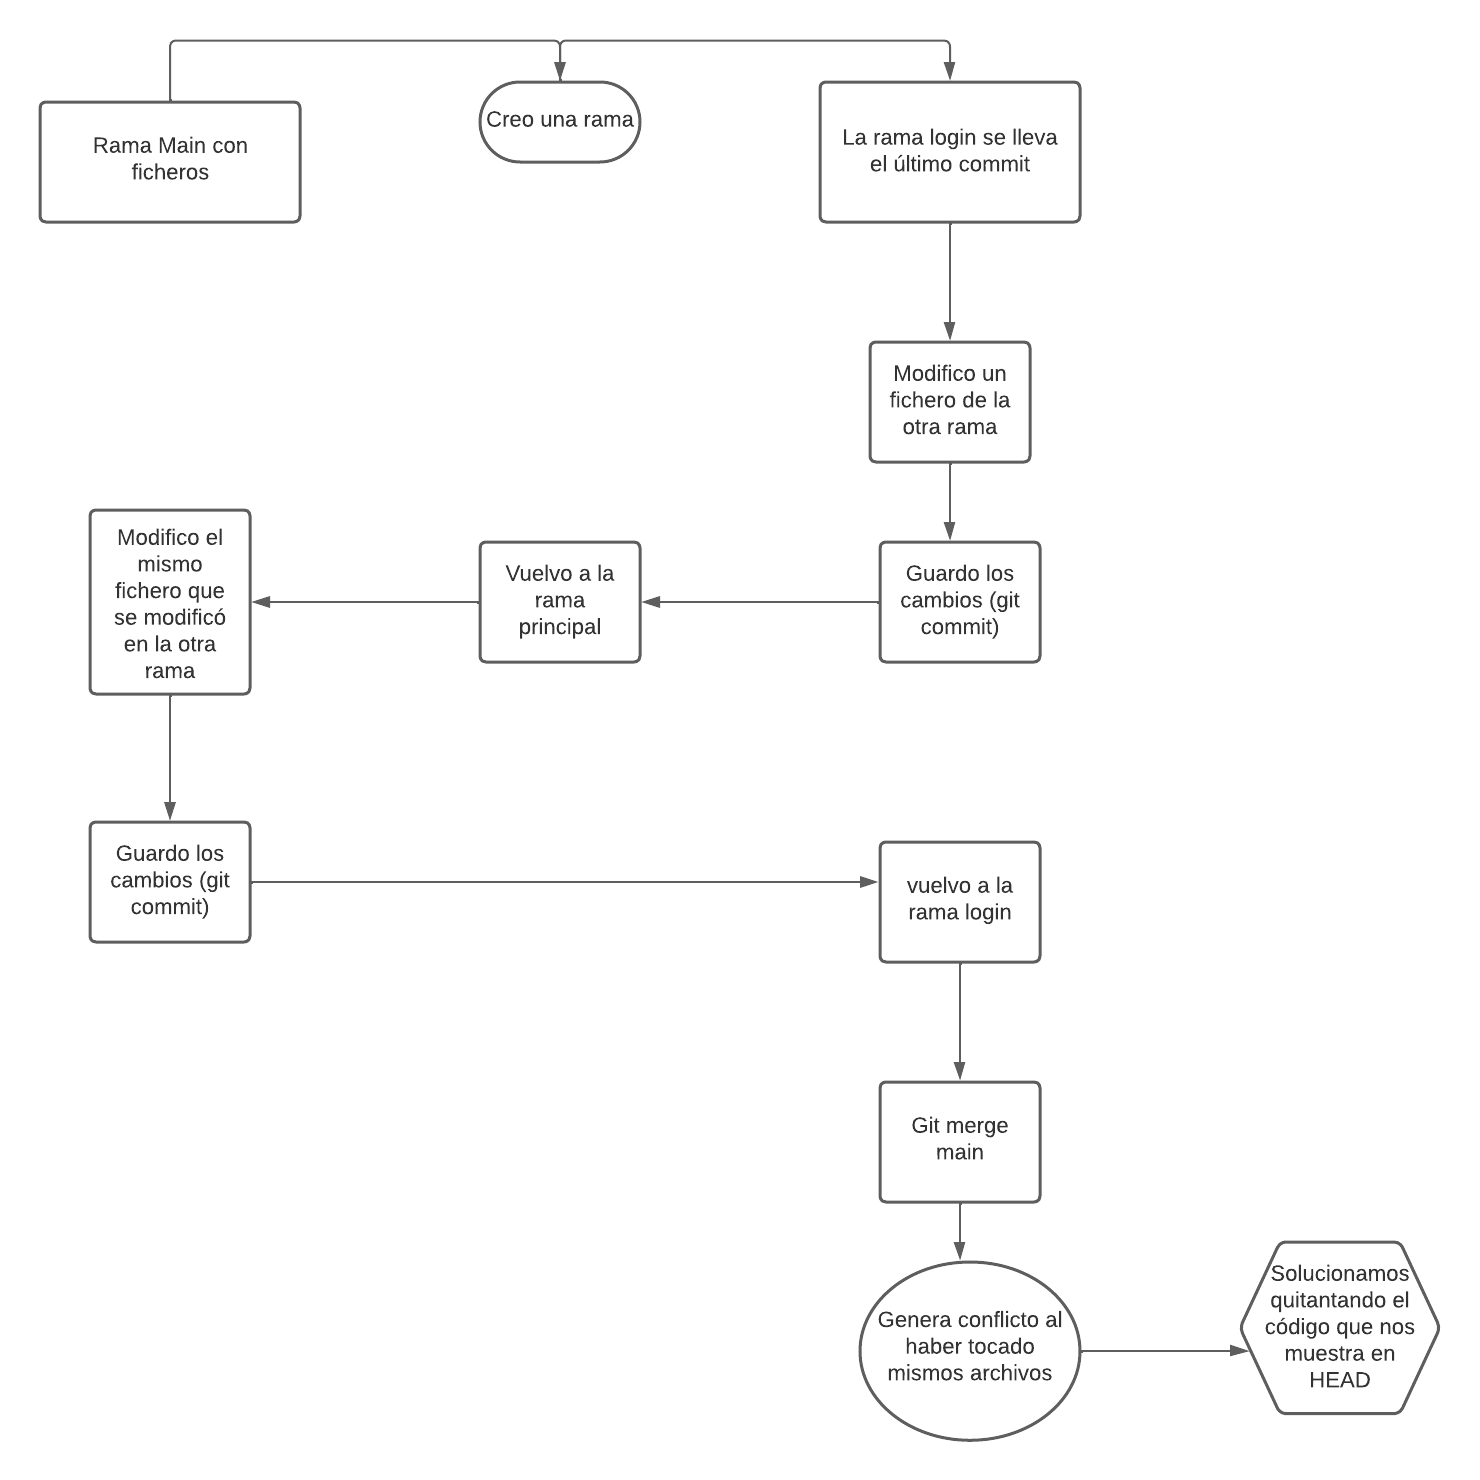 Rama Main con
ficheros
Creo una rama
La rama login se lleva
el último commit
Modifico un
fichero de la
otra rama
Guardo los
cambios (git
commit)
Vuelvo a la
rama
principal
Modifico el
mismo
fichero que
se modificó
en la otra
rama
Guardo los
cambios (git
commit)
vuelvo a la
rama login
Git merge
main
Genera conflicto al
haber tocado
mismos archivos
Solucionamos
quitantando el
código que nos
muestra en
HEAD